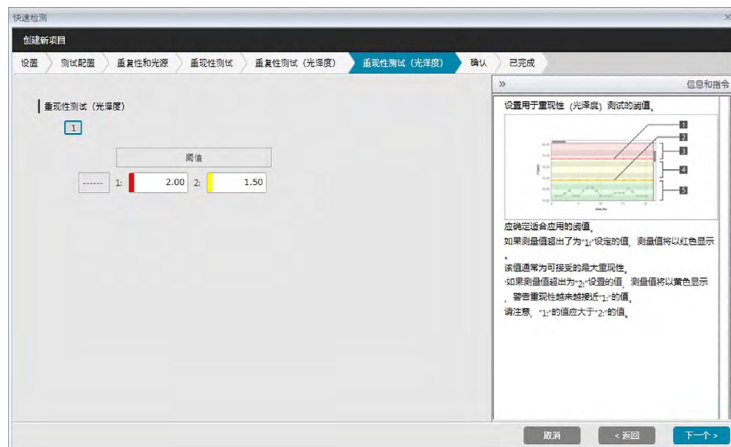 快速检测
创建新项目
设置 测试配置 重复性和光源 重现性测试 重复性测试（光泽度） 重现性测试（光泽度） 确认 已完成
» 信息和指令
重现性测试（光泽度）
1
阈值
------ 1: 2.00 2: 1.50
设置用于重现性（光泽度）测试的阈值。
1
2
3
4
5
应确定适合应用的阈值。
如果测量值超出了为“1:”设定的值，测量值将以红色显示
。
该值通常为可接受的最大重现性。
·如果测量值超出为“2:”设置的值，测量值将以黄色显示
，警告重现性越来越接近“1:”的值。
请注意，“1:”的值应大于“2:”的值。
取消 < 返回 下一个 >